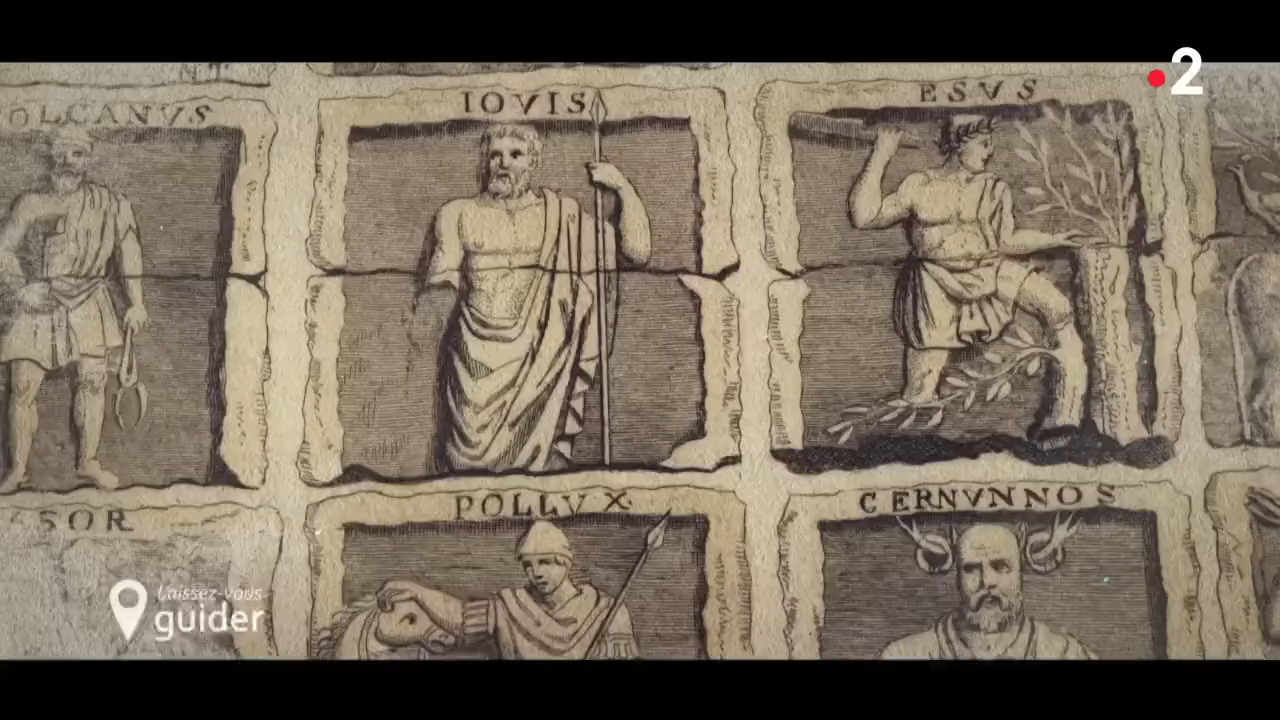 2
OLCANVS
IOVIS
ESVS
SOR
POLLVX
CERNVNNOS
Laissez-vous
guider